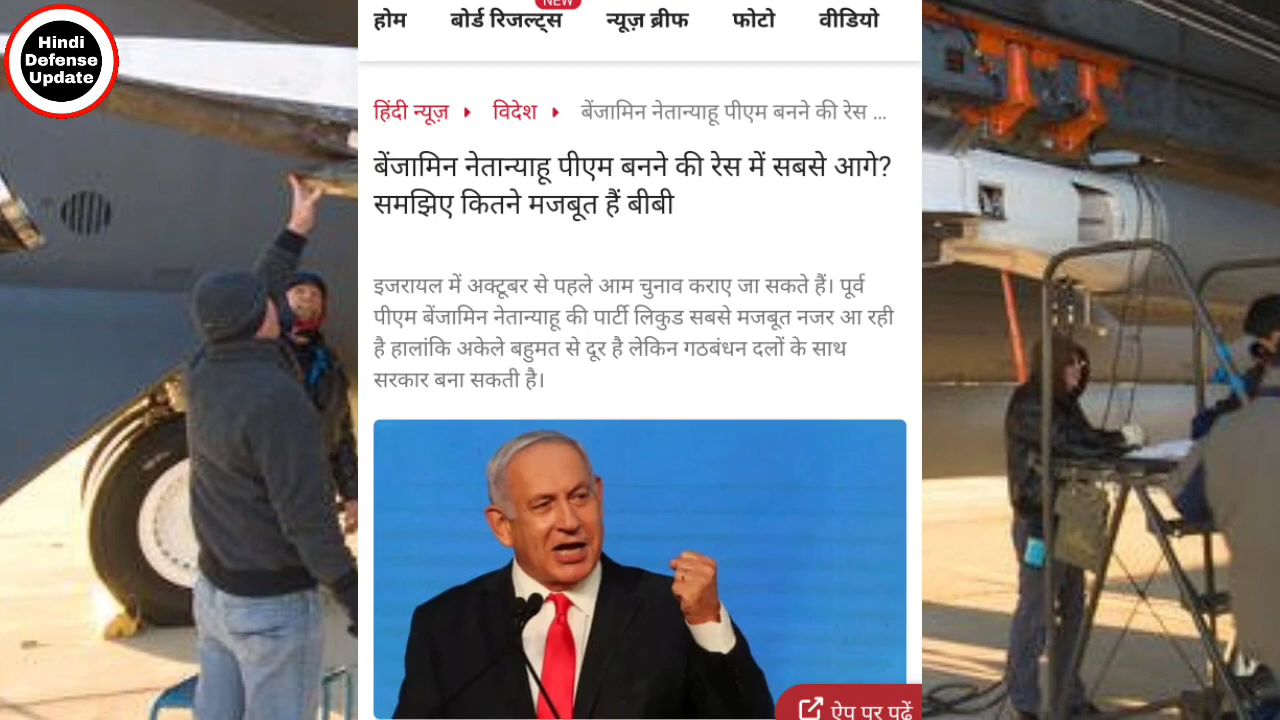 Hindi
Defense
Update
NEW
होम बोर्ड रिजल्ट्स न्यूज़ ब्रीफ फोटो वीडियो
हिंदी न्यूज़ विदेश बेंजामिन नेतान्याहू पीएम बनने की रेस ...
बेंजामिन नेतान्याहू पीएम बनने की रेस में सबसे आगे?
समझिए कितने मजबूत हैं बीबी
इजरायल में अक्टूबर से पहले आम चुनाव कराए जा सकते हैं। पूर्व
पीएम बेंजामिन नेतान्याहू की पार्टी लिकुड सबसे मजबूत नजर आ रही
है हालांकि अकेले बहुमत से दूर है लेकिन गठबंधन दलों के साथ
सरकार बना सकती है।
ऐप पर पढ़ें